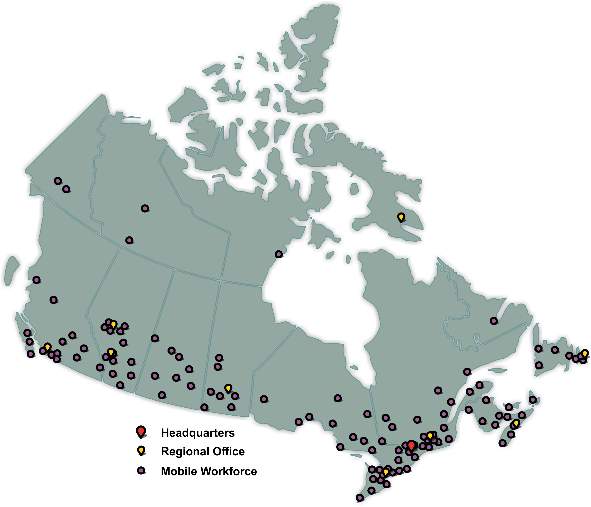 Headquarters
Regional Office
Mobile Workforce